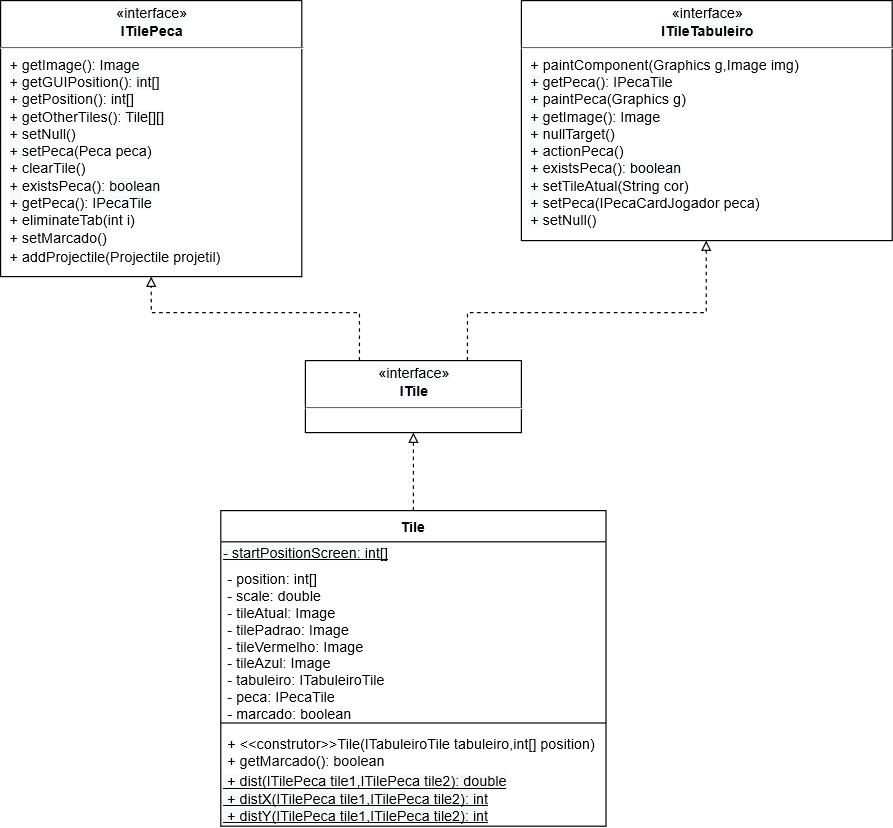 «interface»
ITilePeca
+ getImage(): Image
+ getGUIPosition(): int[]
+ getPosition(): int[]
+ getOtherTiles(): Tile[][]
+ setNull()
+ setPeca(Peca peca)
+ clearTile()
+ existsPeca(): boolean
+ getPeca(): IPecaTile
+ eliminateTab(int i)
+ setMarcado()
+ addProjectile(Projectile projetil)
«interface»
ITileTabuleiro
+ paintComponent(Graphics g,Image img)
+ getPeca(): IPecaTile
+ paintPeca(Graphics g)
+ getImage(): Image
+ nullTarget()
+ actionPeca()
+ existsPeca(): boolean
+ setTileAtual(String cor)
+ setPeca(IPecaCardJogador peca)
+ setNull()
«interface»
ITile
Tile
- startPositionScreen: int[]
- position: int[]
- scale: double
- tileAtual: Image
- tilePadrao: Image
- tileVermelho: Image
- tileAzul: Image
- tabuleiro: ITabuleiroTile
- peca: IPecaTile
- marcado: boolean
+ <<construtor>>Tile(ITabuleiroTile tabuleiro,int[] position)
+ getMarcado(): boolean
+ dist(ITilePeca tile1,ITilePeca tile2): double
+ distX(ITilePeca tile1,ITilePeca tile2): int
+ distY(ITilePeca tile1,ITilePeca tile2): int